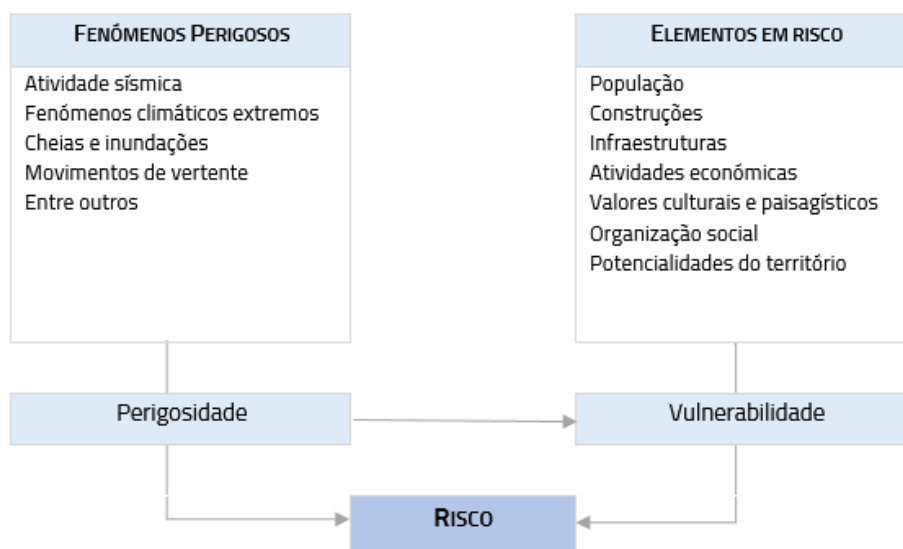 FENÓMENOS PERIGOSOS
Atividade sísmica
Fenómenos climáticos extremos
Cheias e inundações
Movimentos de vertente
Entre outros
ELEMENTOS EM RISCO
População
Construções
Infraestruturas
Atividades económicas
Valores culturais e paisagísticos
Organização social
Potencialidades do território
Perigosidade
Vulnerabilidade
RISCO